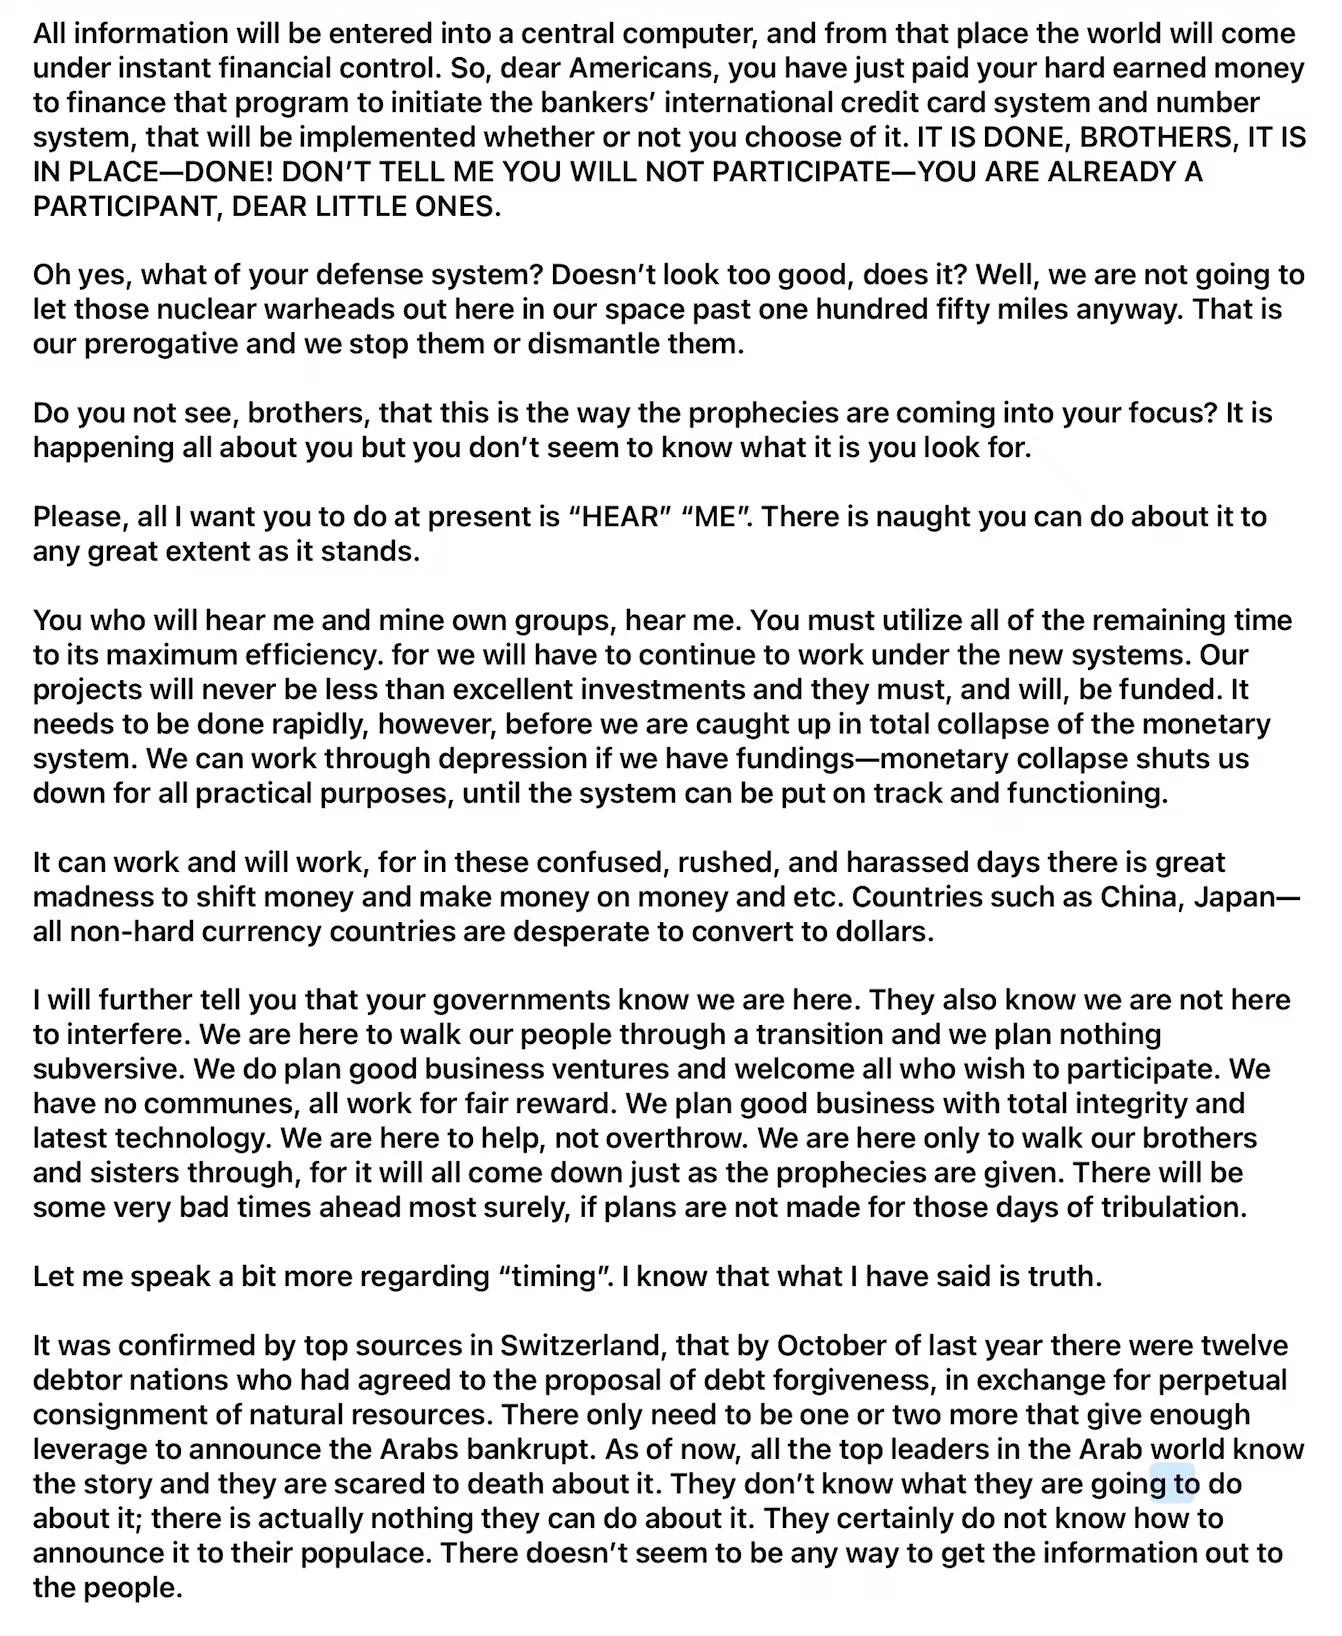 All information will be entered into a central computer, and from that place the world will come
under instant financial control. So, dear Americans, you have just paid your hard earned money
to finance that program to initiate the bankers’ international credit card system and number
system, that will be implemented whether or not you choose of it. IT IS DONE, BROTHERS, IT IS
IN PLACE—DONE! DON’T TELL ME YOU WILL NOT PARTICIPATE—YOU ARE ALREADY A
PARTICIPANT, DEAR LITTLE ONES.

Oh yes, what of your defense system? Doesn’t look too good, does it? Well, we are not going to
let those nuclear warheads out here in our space past one hundred fifty miles anyway. That is
our prerogative and we stop them or dismantle them.

Do you not see, brothers, that this is the way the prophecies are coming into your focus? It is
happening all about you but you don’t seem to know what it is you look for.

Please, all I want you to do at present is “HEAR” “ME”. There is naught you can do about it to
any great extent as it stands.

You who will hear me and mine own groups, hear me. You must utilize all of the remaining time
to its maximum efficiency. for we will have to continue to work under the new systems. Our
projects will never be less than excellent investments and they must, and will, be funded. It
needs to be done rapidly, however, before we are caught up in total collapse of the monetary
system. We can work through depression if we have fundings—monetary collapse shuts us
down for all practical purposes, until the system can be put on track and functioning.

It can work and will work, for in these confused, rushed, and harassed days there is great
madness to shift money and make money on money and etc. Countries such as China, Japan—
all non-hard currency countries are desperate to convert to dollars.

I will further tell you that your governments know we are here. They also know we are not here
to interfere. We are here to walk our people through a transition and we plan nothing
subversive. We do plan good business ventures and welcome all who wish to participate. We
have no communes, all work for fair reward. We plan good business with total integrity and
latest technology. We are here to help, not overthrow. We are here only to walk our brothers
and sisters through, for it will all come down just as the prophecies are given. There will be
some very bad times ahead most surely, if plans are not made for those days of tribulation.

Let me speak a bit more regarding “timing”. I know that what I have said is truth.

It was confirmed by top sources in Switzerland, that by October of last year there were twelve
debtor nations who had agreed to the proposal of debt forgiveness, in exchange for perpetual
consignment of natural resources. There only need to be one or two more that give enough
leverage to announce the Arabs bankrupt. As of now, all the top leaders in the Arab world know
the story and they are scared to death about it. They don’t know what they are going to do
about it; there is actually nothing they can do about it. They certainly do not know how to
announce it to their populace. There doesn’t seem to be any way to get the information out to
the people.